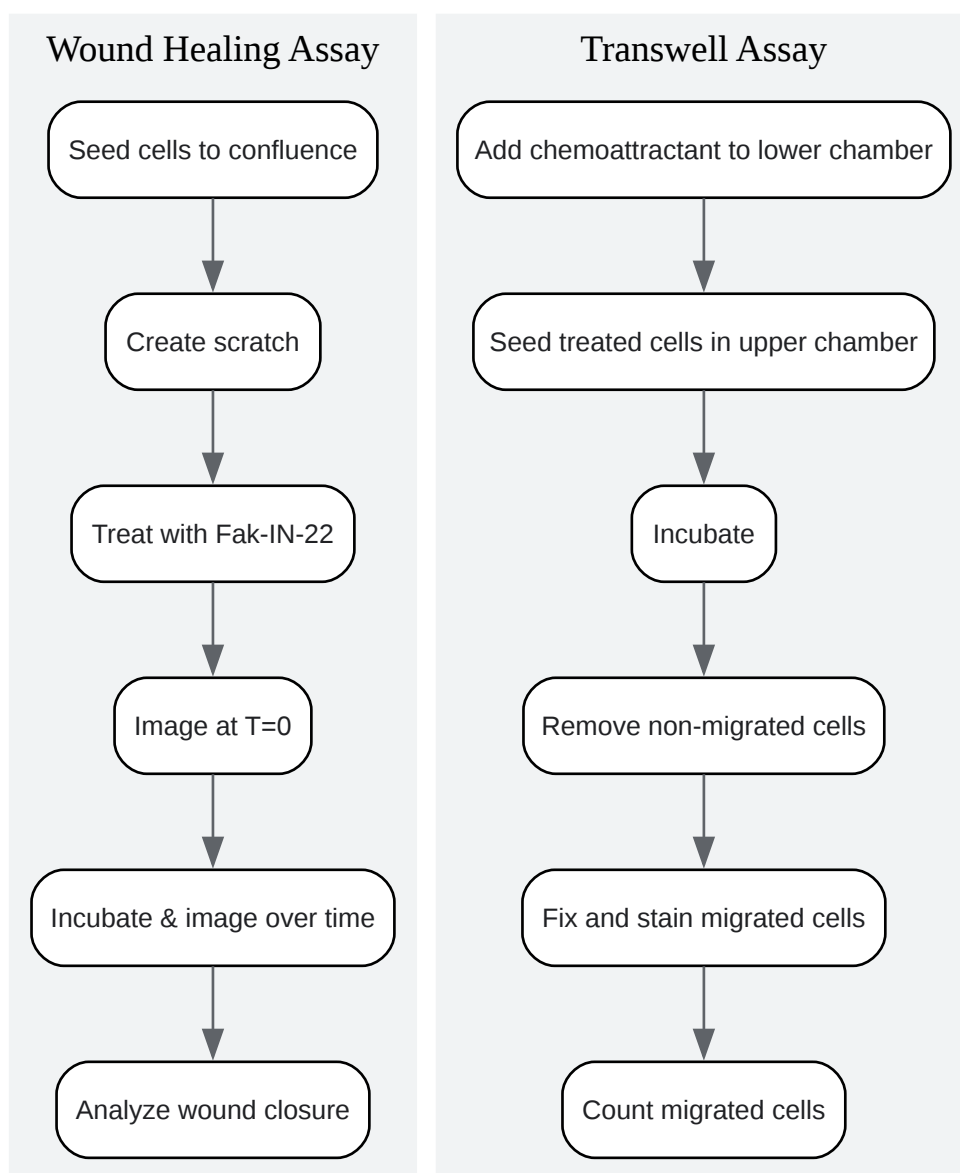 Wound Healing Assay
Seed cells to confluence
Create scratch
Treat with Fak-IN-22
Image at T=0
Incubate & image over time
Analyze wound closure
Transwell Assay
Add chemoattractant to lower chamber
Seed treated cells in upper chamber
Incubate
Remove non-migrated cells
Fix and stain migrated cells
Count migrated cells